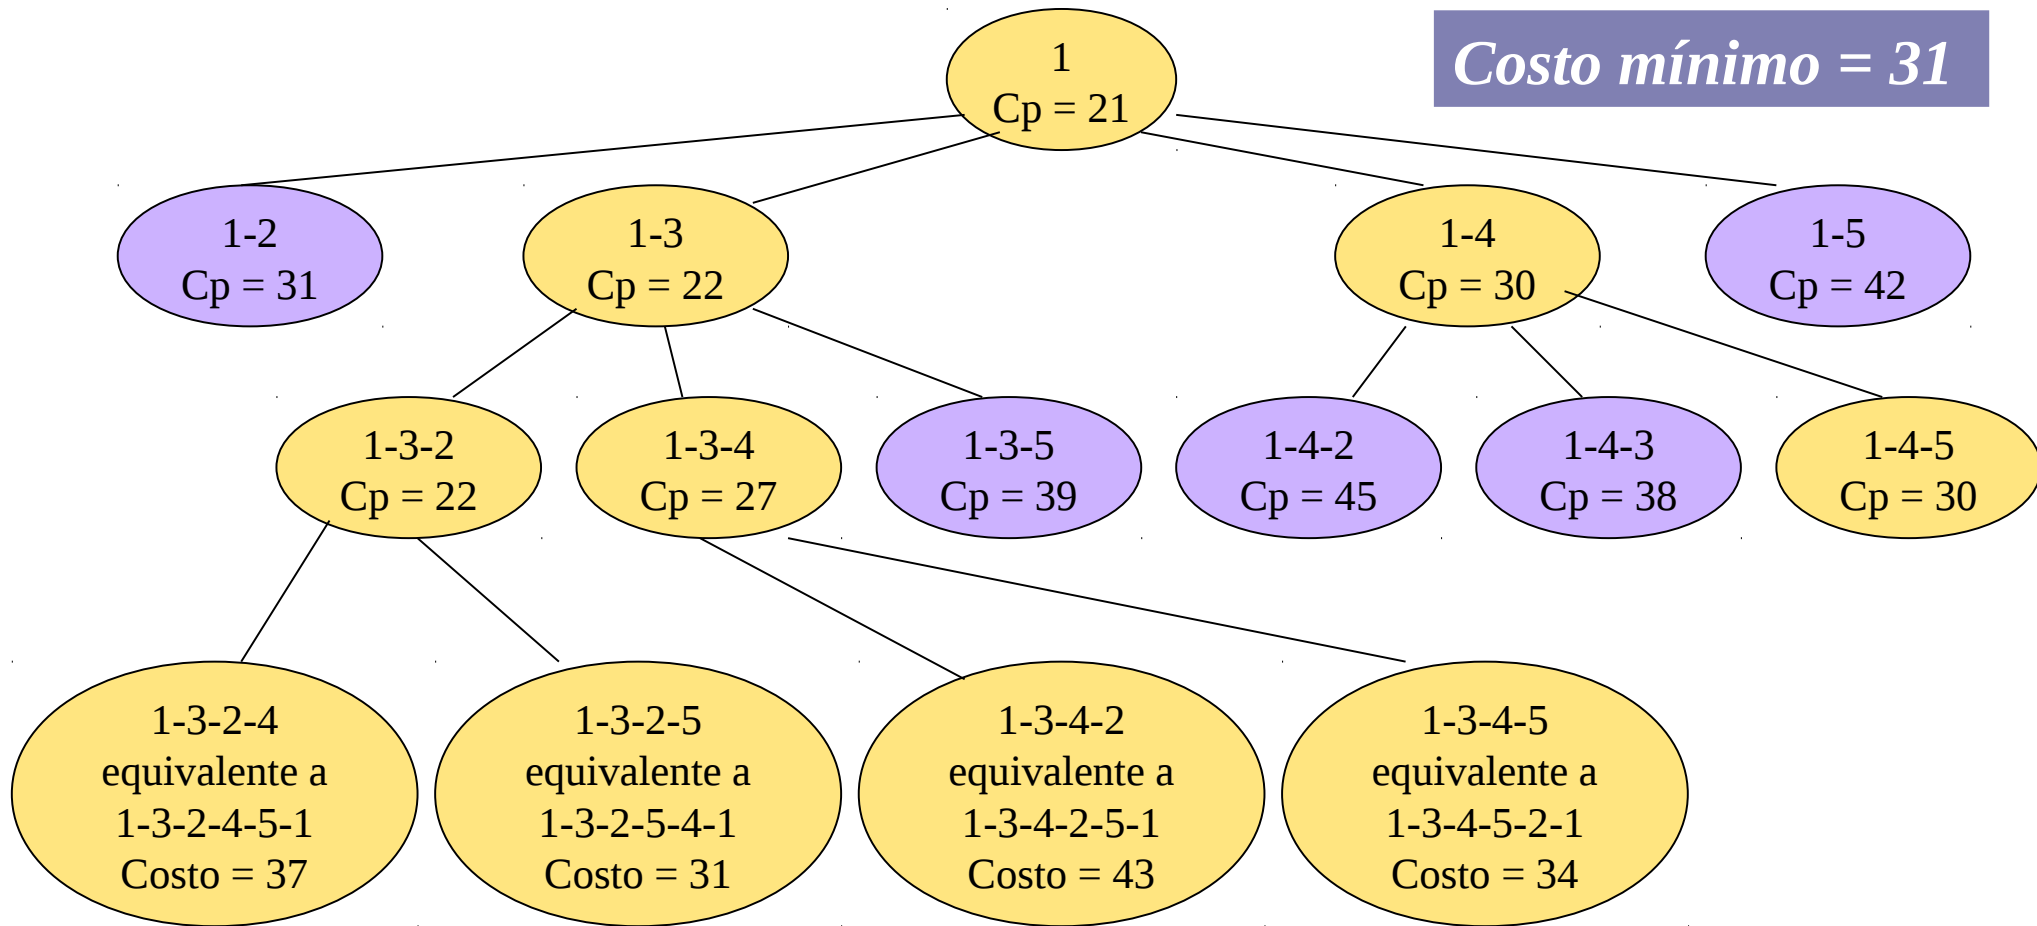 1
Cp = 21
Costo mínimo = 31
1-2
Cp = 31
1-3
Cp = 22
1-4
Cp = 30
1-5
Cp = 42
1-3-2
Cp = 22
1-3-4
Cp = 27
1-3-5
Cp = 39
1-4-2
Cp = 45
1-4-3
Cp = 38
1-4-5
Cp = 30
1-3-2-4
equivalente a
1-3-2-4-5-1
Costo = 37
1-3-2-5
equivalente a
1-3-2-5-4-1
Costo = 31
1-3-4-2
equivalente a
1-3-4-2-5-1
Costo = 43
1-3-4-5
equivalente a
1-3-4-5-2-1
Costo = 34